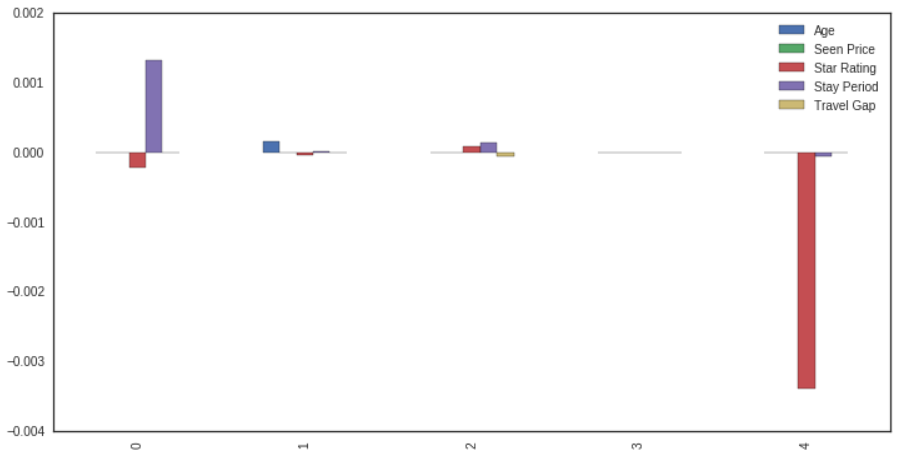 0.002
0.001
0.000
−0.001
−0.002
−0.003
−0.004
Age
Seen Price
Star Rating
Stay Period
Travel Gap
0
1
2
3
4